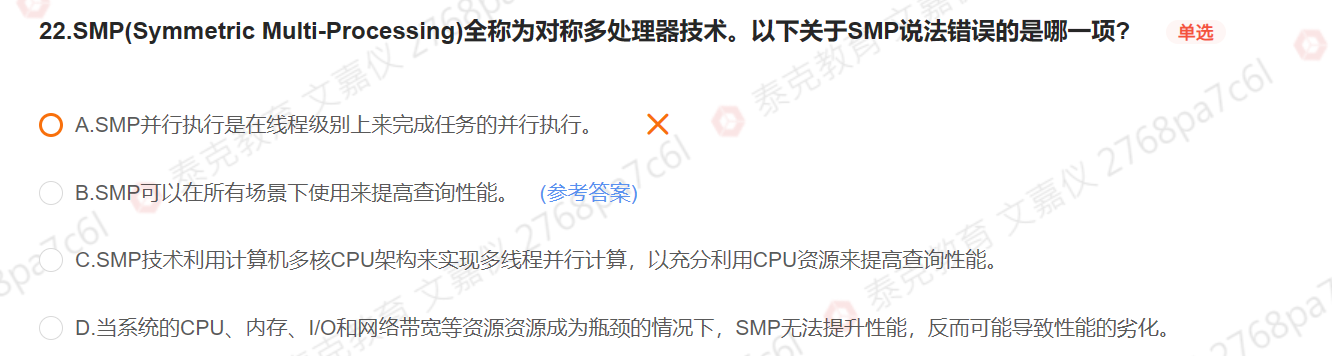 22.SMP(Symmetric Multi-Processing)全称为对称多处理器技术。以下关于SMP说法错误的是哪一项? 单选
A.SMP并行执行是在线程级别上来完成任务的并行执行。
B.SMP可以在所有场景下使用来提高查询性能。 (参考答案)
C.SMP技术利用计算机多核CPU架构来实现多线程并行计算，以充分利用CPU资源来提高查询性能。
D.当系统的CPU、内存、I/O和网络带宽等资源资源成为瓶颈的情况下，SMP无法提升性能，反而可能导致性能的劣化。
泰克教育 文嘉仪 2768pa7c6l